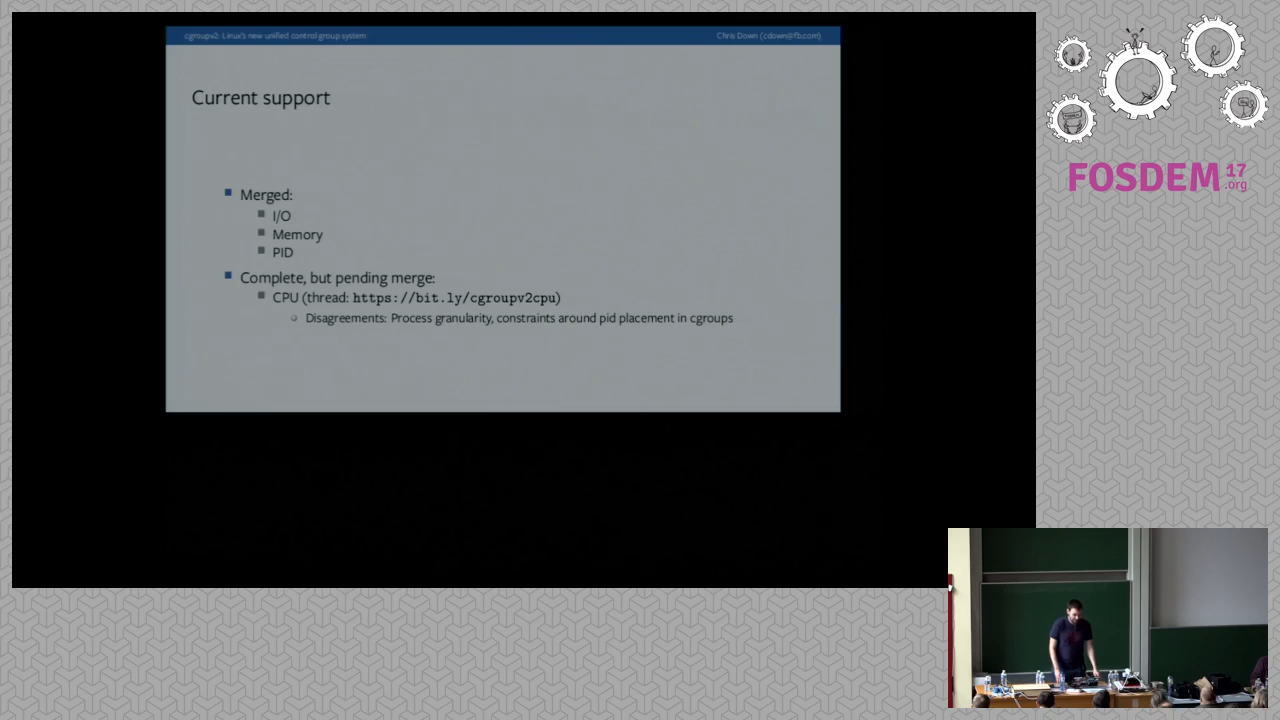 cgroupv2: Linux's new unified control group system
Chris Down (cdown@fb.com)
Current support
Merged:
I/O
Memory
PID
Complete, but pending merge:
CPU (thread: https://bit.ly/cgroupv2cpu)
Disagreements: Process granularity, constraints around pid placement in cgroups
FOSDEM 17
.org